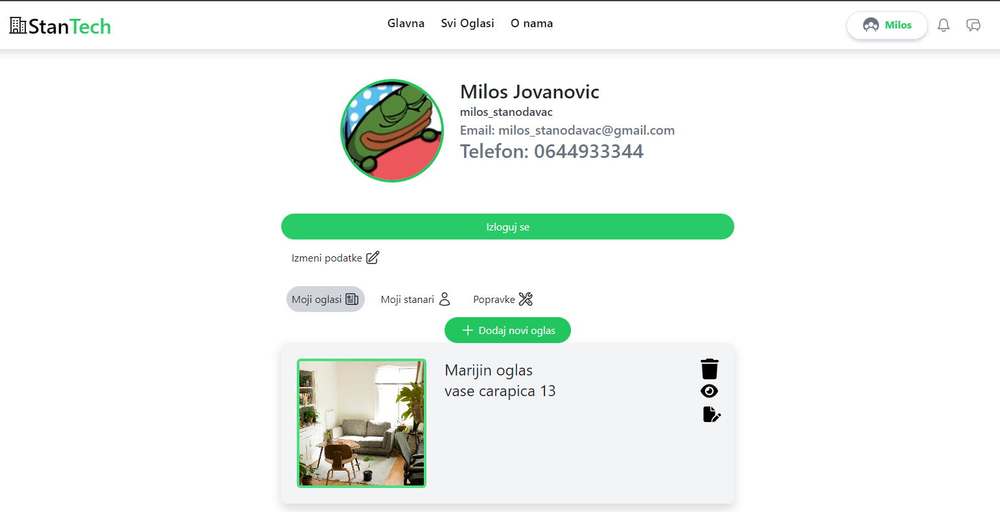 StanTech
Glavna Svi Oglasi O nama
Milos
Milos Jovanovic
milos_stanodavac
Email: milos_stanodavac@gmail.com
Telefon: 0644933344
Izloguj se
Izmeni podatke
Moji oglasi Moji stanari Popravke
Dodaj novi oglas
Marijin oglas
vase carapica 13